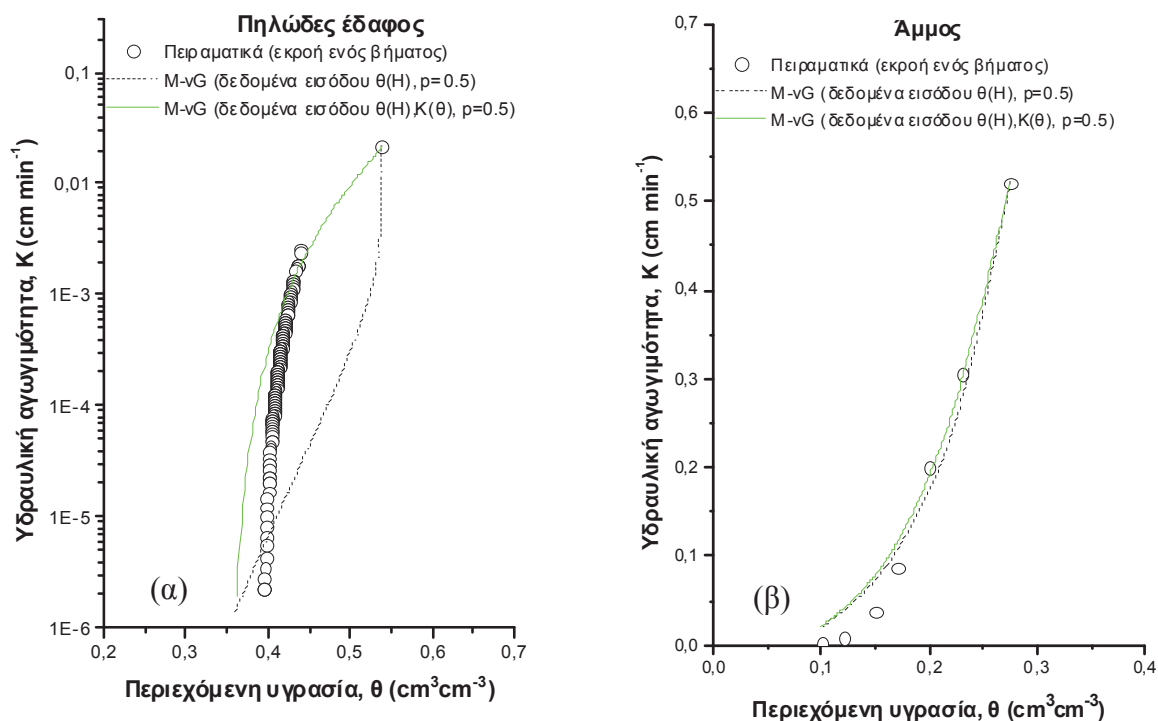 Πηλώδες έδαφος
Πειραματικά (εκροή ενός βήματος)
M-vG (δεδομένα εισόδου θ(H), p=0.5)
M-vG (δεδομένα εισόδου θ(H),K(θ), p=0.5)
Υδραυλική αγωγιμότητα, K (cm min⁻¹)
0,1
0,01
1E-3
1E-4
1E-5
1E-6
(α)
0,2 0,3 0,4 0,5 0,6 0,7
Περιεχόμενη υγρασία, θ (cm³cm⁻³)
Άμμος
Πειραματικά (εκροή ενός βήματος)
M-vG (δεδομένα εισόδου θ(H), p=0.5)
M-vG (δεδομένα εισόδου θ(H),K(θ), p=0.5)
Υδραυλική αγωγιμότητα, K (cm min⁻¹)
0,7
0,6
0,5
0,4
0,3
0,2
0,1
0,0
(β)
0,0 0,1 0,2 0,3 0,4
Περιεχόμενη υγρασία, θ (cm³cm⁻³)